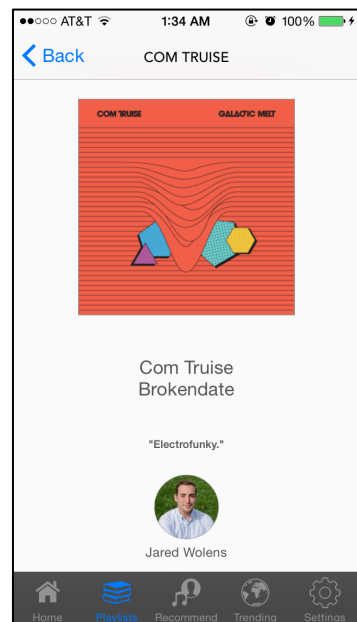 AT&T 1:34 AM 100%
Back COM TRUISE
COM TRUISE GALACTIC MELT
Com Truise
Brokendate
"Electrofunky."
Jared Wolens
Home Playlists Recommend Trending Settings